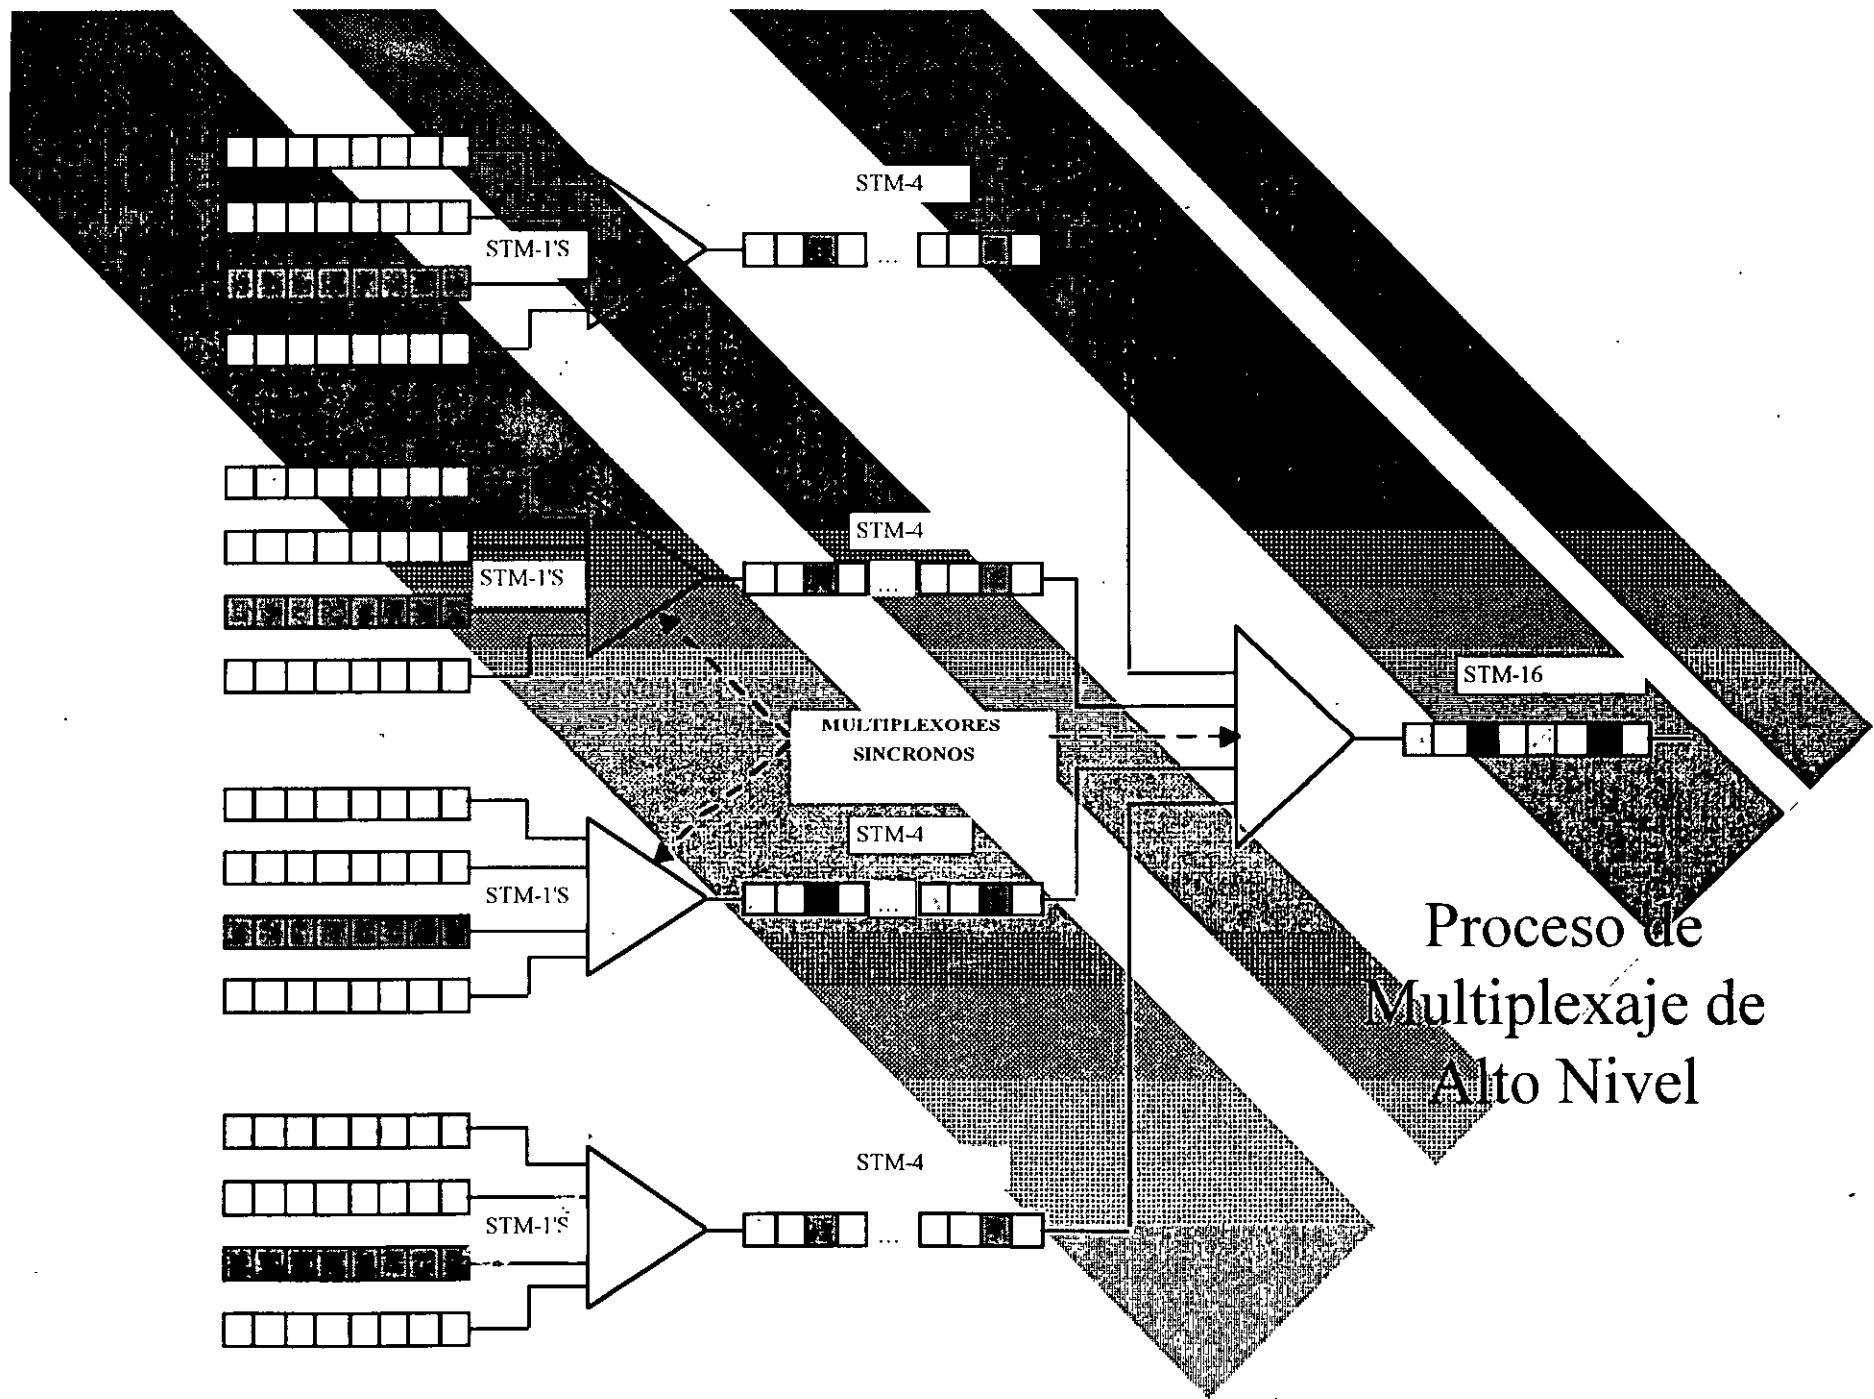 STM-4
STM-1'S
...
STM-4
STM-1'S
...
STM-16
MULTIPLEXORES
SINCRONOS
STM-4
STM-1'S
...
Proceso de
Multiplexaje de
Alto Nivel
STM-4
STM-1'S
...